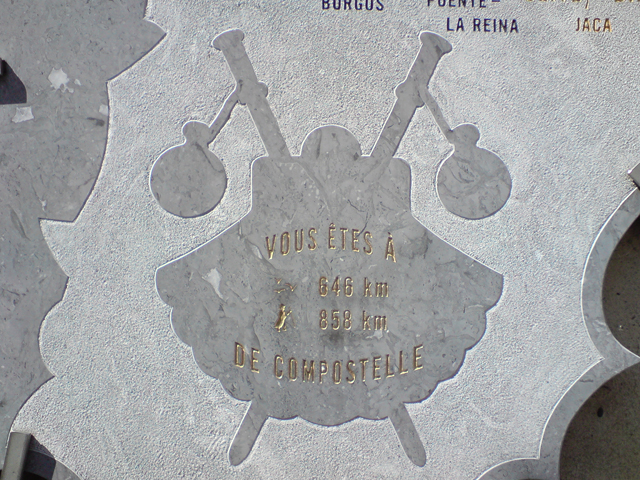 BURGOS PUENTE-
LA REINA JACA
VOUS ÊTES À
646 km
858 km
DE COMPOSTELLE